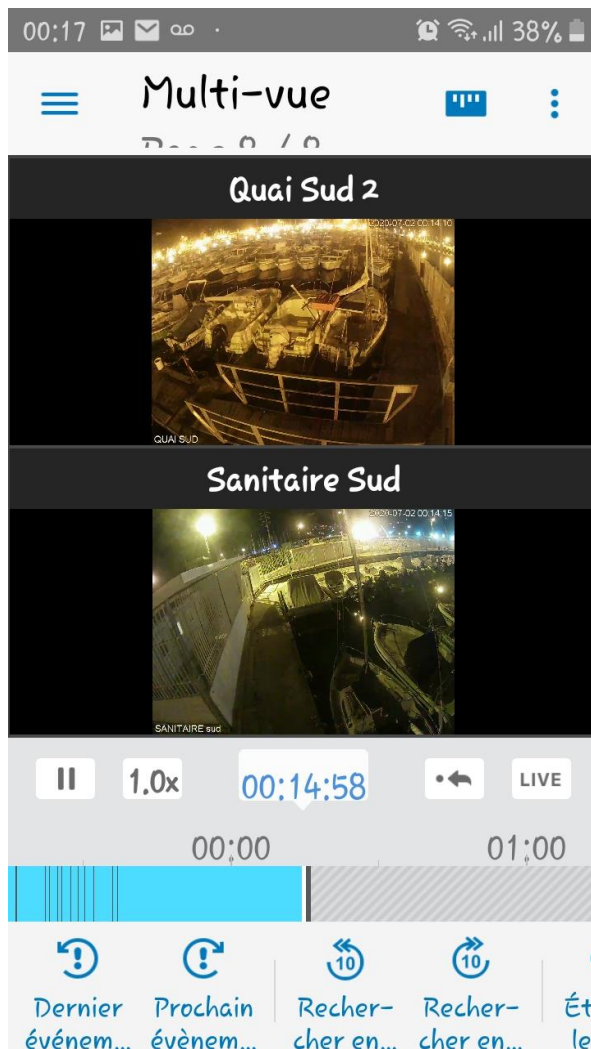 00:17 38%
Multi-vue
Quai Sud 2
2020-07-02 00:14:10
QUAI SUD
Sanitaire Sud
2020-07-02 00:14:15
SANITAIRE sud
1.0x 00:14:58 LIVE
00:00 01:00
10 10
Dernier Prochain Recher- Recher- Ét
événem... évènem... cher en... cher en... le